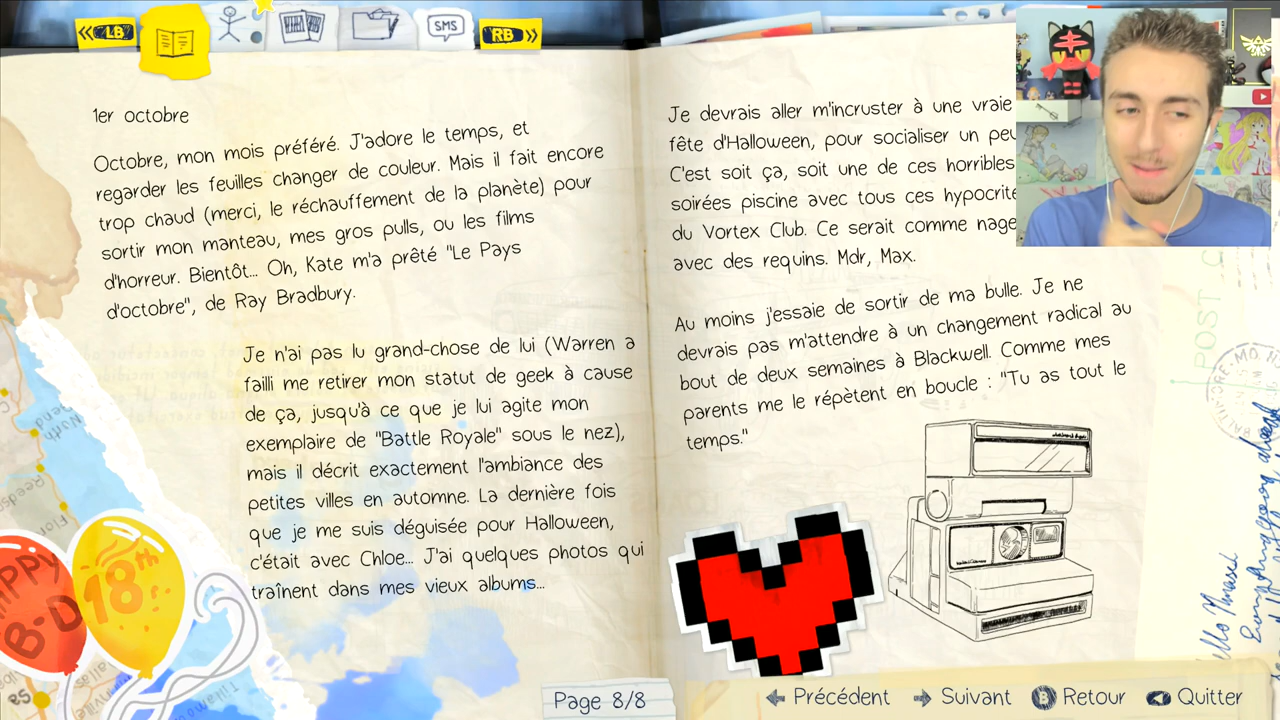 LB
SMS
RB
1er octobre
Octobre, mon mois préféré. J'adore le temps, et
regarder les feuilles changer de couleur. Mais il fait encore
trop chaud (merci, le réchauffement de la planète) pour
sortir mon manteau, mes gros pulls, ou les films
d'horreur. Bientôt... Oh, Kate m'a prêté "Le Pays
d'octobre", de Ray Bradbury.
Je n'ai pas lu grand-chose de lui (Warren a
failli me retirer mon statut de geek à cause
de ça, jusqu'à ce que je lui agite mon
exemplaire de "Battle Royale" sous le nez),
mais il décrit exactement l'ambiance des
petites villes en automne. La dernière fois
que je me suis déguisée pour Halloween,
c'était avec Chloe... J'ai quelques photos qui
traînent dans mes vieux albums...
Je devrais aller m'incruster à une vraie
fête d'Halloween, pour socialiser un peu
C'est soit ça, soit une de ces horribles
soirées piscine avec tous ces hypocrite
du Vortex Club. Ce serait comme nage
avec des requins. Mdr, Max.
Au moins j'essaie de sortir de ma bulle. Je ne
devrais pas m'attendre à un changement radical au
bout de deux semaines à Blackwell. Comme mes
parents me le répètent en boucle : "Tu as tout le
temps."
POST C
B-D 18th
Page 8/8
Précédent
Suivant
B Retour
Quitter